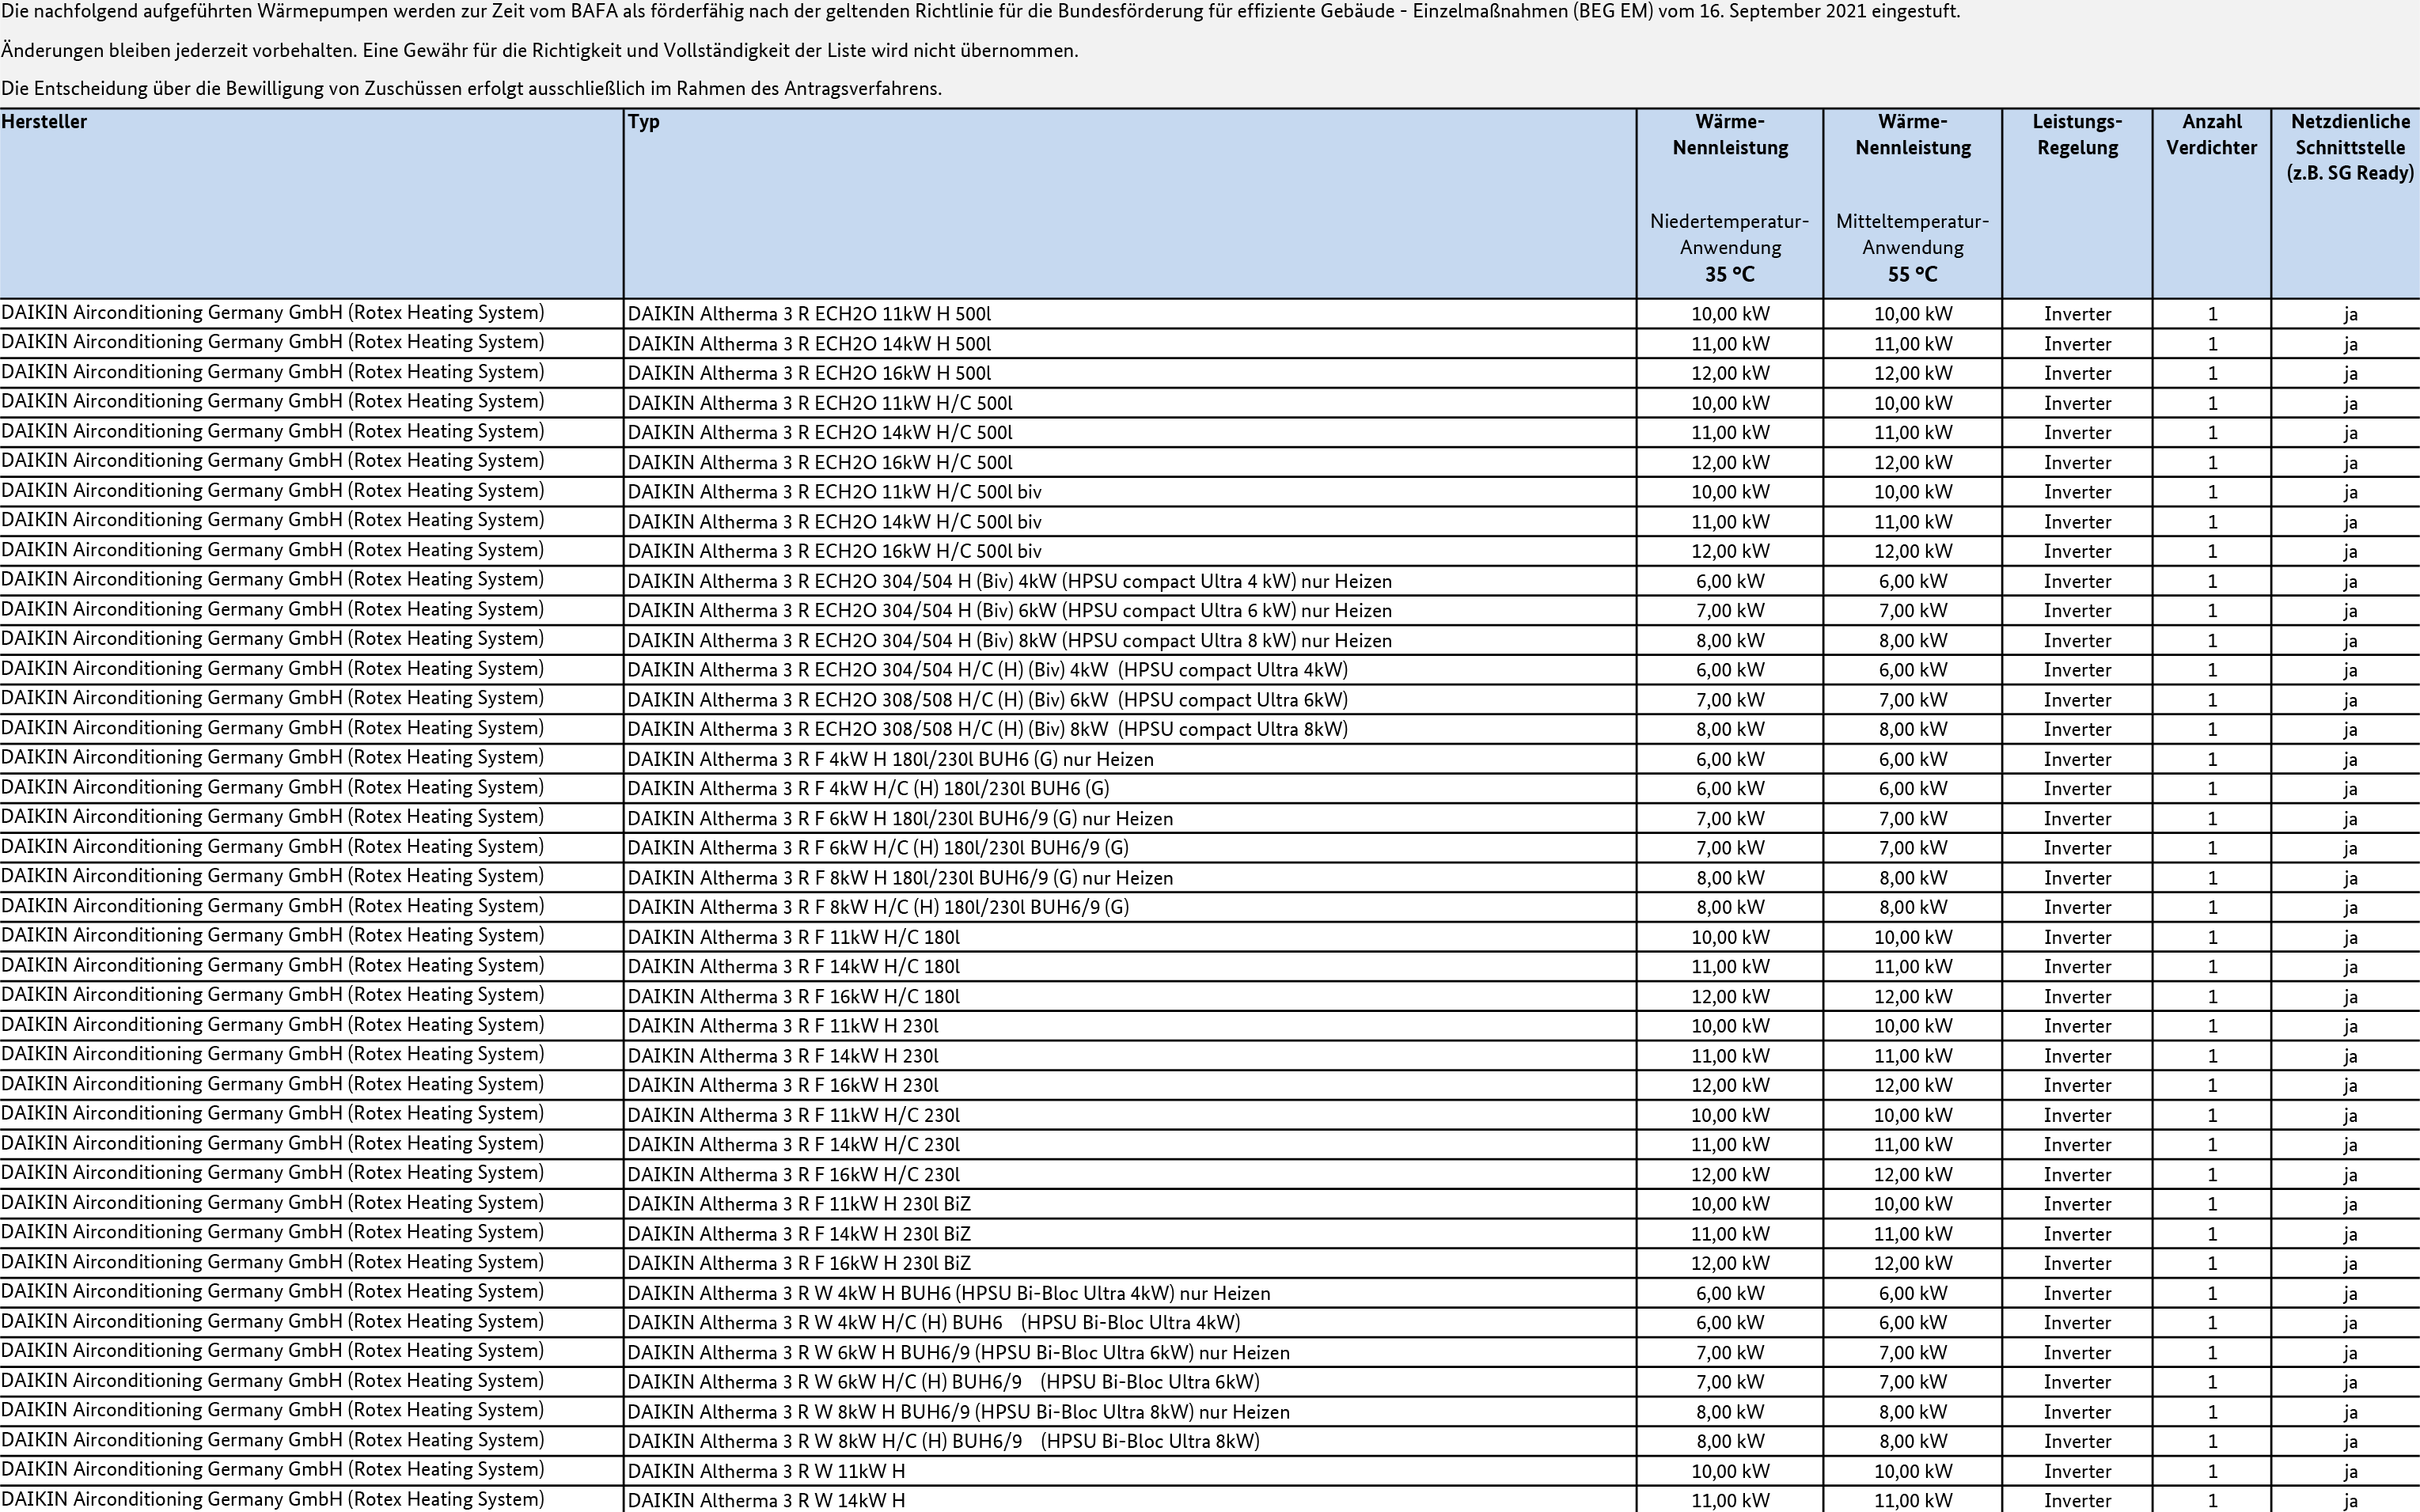 Die nachfolgend aufgeführten Wärmepumpen werden zur Zeit vom BAFA als förderfähig nach der geltenden Richtlinie für die Bundesförderung für effiziente Gebäude - Einzelmaßnahmen (BEG EM) vom 16. September 2021 eingestuft.
Änderungen bleiben jederzeit vorbehalten. Eine Gewähr für die Richtigkeit und Vollständigkeit der Liste wird nicht übernommen.
Die Entscheidung über die Bewilligung von Zuschüssen erfolgt ausschließlich im Rahmen des Antragsverfahrens.
Hersteller Typ Wärme- Wärme- Leistungs- Anzahl Netzdienliche
Nennleistung Nennleistung Regelung Verdichter Schnittstelle
(z.B. SG Ready)
Niedertemperatur- Mitteltemperatur-
Anwendung Anwendung
35 °C 55 °C
DAIKIN Airconditioning Germany GmbH (Rotex Heating System) DAIKIN Altherma 3 R ECH2O 11kW H 500l 10,00 kW 10,00 kW Inverter 1 ja
DAIKIN Airconditioning Germany GmbH (Rotex Heating System) DAIKIN Altherma 3 R ECH2O 14kW H 500l 11,00 kW 11,00 kW Inverter 1 ja
DAIKIN Airconditioning Germany GmbH (Rotex Heating System) DAIKIN Altherma 3 R ECH2O 16kW H 500l 12,00 kW 12,00 kW Inverter 1 ja
DAIKIN Airconditioning Germany GmbH (Rotex Heating System) DAIKIN Altherma 3 R ECH2O 11kW H/C 500l 10,00 kW 10,00 kW Inverter 1 ja
DAIKIN Airconditioning Germany GmbH (Rotex Heating System) DAIKIN Altherma 3 R ECH2O 14kW H/C 500l 11,00 kW 11,00 kW Inverter 1 ja
DAIKIN Airconditioning Germany GmbH (Rotex Heating System) DAIKIN Altherma 3 R ECH2O 16kW H/C 500l 12,00 kW 12,00 kW Inverter 1 ja
DAIKIN Airconditioning Germany GmbH (Rotex Heating System) DAIKIN Altherma 3 R ECH2O 11kW H/C 500l biv 10,00 kW 10,00 kW Inverter 1 ja
DAIKIN Airconditioning Germany GmbH (Rotex Heating System) DAIKIN Altherma 3 R ECH2O 14kW H/C 500l biv 11,00 kW 11,00 kW Inverter 1 ja
DAIKIN Airconditioning Germany GmbH (Rotex Heating System) DAIKIN Altherma 3 R ECH2O 16kW H/C 500l biv 12,00 kW 12,00 kW Inverter 1 ja
DAIKIN Airconditioning Germany GmbH (Rotex Heating System) DAIKIN Altherma 3 R ECH2O 304/504 H (Biv) 4kW (HPSU compact Ultra 4 kW) nur Heizen 6,00 kW 6,00 kW Inverter 1 ja
DAIKIN Airconditioning Germany GmbH (Rotex Heating System) DAIKIN Altherma 3 R ECH2O 304/504 H (Biv) 6kW (HPSU compact Ultra 6 kW) nur Heizen 7,00 kW 7,00 kW Inverter 1 ja
DAIKIN Airconditioning Germany GmbH (Rotex Heating System) DAIKIN Altherma 3 R ECH2O 304/504 H (Biv) 8kW (HPSU compact Ultra 8 kW) nur Heizen 8,00 kW 8,00 kW Inverter 1 ja
DAIKIN Airconditioning Germany GmbH (Rotex Heating System) DAIKIN Altherma 3 R ECH2O 304/504 H/C (H) (Biv) 4kW (HPSU compact Ultra 4kW) 6,00 kW 6,00 kW Inverter 1 ja
DAIKIN Airconditioning Germany GmbH (Rotex Heating System) DAIKIN Altherma 3 R ECH2O 308/508 H/C (H) (Biv) 6kW (HPSU compact Ultra 6kW) 7,00 kW 7,00 kW Inverter 1 ja
DAIKIN Airconditioning Germany GmbH (Rotex Heating System) DAIKIN Altherma 3 R ECH2O 308/508 H/C (H) (Biv) 8kW (HPSU compact Ultra 8kW) 8,00 kW 8,00 kW Inverter 1 ja
DAIKIN Airconditioning Germany GmbH (Rotex Heating System) DAIKIN Altherma 3 R F 4kW H 180l/230l BUH6 (G) nur Heizen 6,00 kW 6,00 kW Inverter 1 ja
DAIKIN Airconditioning Germany GmbH (Rotex Heating System) DAIKIN Altherma 3 R F 4kW H/C (H) 180l/230l BUH6 (G) 6,00 kW 6,00 kW Inverter 1 ja
DAIKIN Airconditioning Germany GmbH (Rotex Heating System) DAIKIN Altherma 3 R F 6kW H 180l/230l BUH6/9 (G) nur Heizen 7,00 kW 7,00 kW Inverter 1 ja
DAIKIN Airconditioning Germany GmbH (Rotex Heating System) DAIKIN Altherma 3 R F 6kW H/C (H) 180l/230l BUH6/9 (G) 7,00 kW 7,00 kW Inverter 1 ja
DAIKIN Airconditioning Germany GmbH (Rotex Heating System) DAIKIN Altherma 3 R F 8kW H 180l/230l BUH6/9 (G) nur Heizen 8,00 kW 8,00 kW Inverter 1 ja
DAIKIN Airconditioning Germany GmbH (Rotex Heating System) DAIKIN Altherma 3 R F 8kW H/C (H) 180l/230l BUH6/9 (G) 8,00 kW 8,00 kW Inverter 1 ja
DAIKIN Airconditioning Germany GmbH (Rotex Heating System) DAIKIN Altherma 3 R F 11kW H/C 180l 10,00 kW 10,00 kW Inverter 1 ja
DAIKIN Airconditioning Germany GmbH (Rotex Heating System) DAIKIN Altherma 3 R F 14kW H/C 180l 11,00 kW 11,00 kW Inverter 1 ja
DAIKIN Airconditioning Germany GmbH (Rotex Heating System) DAIKIN Altherma 3 R F 16kW H/C 180l 12,00 kW 12,00 kW Inverter 1 ja
DAIKIN Airconditioning Germany GmbH (Rotex Heating System) DAIKIN Altherma 3 R F 11kW H 230l 10,00 kW 10,00 kW Inverter 1 ja
DAIKIN Airconditioning Germany GmbH (Rotex Heating System) DAIKIN Altherma 3 R F 14kW H 230l 11,00 kW 11,00 kW Inverter 1 ja
DAIKIN Airconditioning Germany GmbH (Rotex Heating System) DAIKIN Altherma 3 R F 16kW H 230l 12,00 kW 12,00 kW Inverter 1 ja
DAIKIN Airconditioning Germany GmbH (Rotex Heating System) DAIKIN Altherma 3 R F 11kW H/C 230l 10,00 kW 10,00 kW Inverter 1 ja
DAIKIN Airconditioning Germany GmbH (Rotex Heating System) DAIKIN Altherma 3 R F 14kW H/C 230l 11,00 kW 11,00 kW Inverter 1 ja
DAIKIN Airconditioning Germany GmbH (Rotex Heating System) DAIKIN Altherma 3 R F 16kW H/C 230l 12,00 kW 12,00 kW Inverter 1 ja
DAIKIN Airconditioning Germany GmbH (Rotex Heating System) DAIKIN Altherma 3 R F 11kW H 230l BiZ 10,00 kW 10,00 kW Inverter 1 ja
DAIKIN Airconditioning Germany GmbH (Rotex Heating System) DAIKIN Altherma 3 R F 14kW H 230l BiZ 11,00 kW 11,00 kW Inverter 1 ja
DAIKIN Airconditioning Germany GmbH (Rotex Heating System) DAIKIN Altherma 3 R F 16kW H 230l BiZ 12,00 kW 12,00 kW Inverter 1 ja
DAIKIN Airconditioning Germany GmbH (Rotex Heating System) DAIKIN Altherma 3 R W 4kW H BUH6 (HPSU Bi-Bloc Ultra 4kW) nur Heizen 6,00 kW 6,00 kW Inverter 1 ja
DAIKIN Airconditioning Germany GmbH (Rotex Heating System) DAIKIN Altherma 3 R W 4kW H/C (H) BUH6 (HPSU Bi-Bloc Ultra 4kW) 6,00 kW 6,00 kW Inverter 1 ja
DAIKIN Airconditioning Germany GmbH (Rotex Heating System) DAIKIN Altherma 3 R W 6kW H BUH6/9 (HPSU Bi-Bloc Ultra 6kW) nur Heizen 7,00 kW 7,00 kW Inverter 1 ja
DAIKIN Airconditioning Germany GmbH (Rotex Heating System) DAIKIN Altherma 3 R W 6kW H/C (H) BUH6/9 (HPSU Bi-Bloc Ultra 6kW) 7,00 kW 7,00 kW Inverter 1 ja
DAIKIN Airconditioning Germany GmbH (Rotex Heating System) DAIKIN Altherma 3 R W 8kW H BUH6/9 (HPSU Bi-Bloc Ultra 8kW) nur Heizen 8,00 kW 8,00 kW Inverter 1 ja
DAIKIN Airconditioning Germany GmbH (Rotex Heating System) DAIKIN Altherma 3 R W 8kW H/C (H) BUH6/9 (HPSU Bi-Bloc Ultra 8kW) 8,00 kW 8,00 kW Inverter 1 ja
DAIKIN Airconditioning Germany GmbH (Rotex Heating System) DAIKIN Altherma 3 R W 11kW H 10,00 kW 10,00 kW Inverter 1 ja
DAIKIN Airconditioning Germany GmbH (Rotex Heating System) DAIKIN Altherma 3 R W 14kW H 11,00 kW 11,00 kW Inverter 1 ja